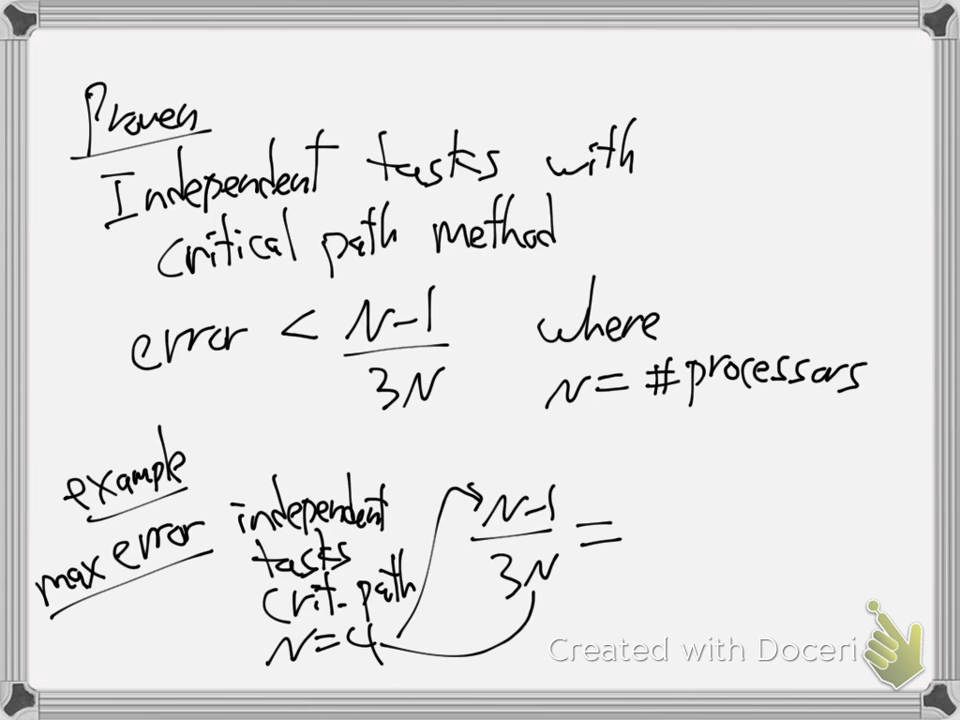 Proven
Independent tasks with
critical path method
error < N-1/3N where
N = #processors
example
max error
independent
tasks
crit. path
N=4
N-1/3N =
Created with Doceri